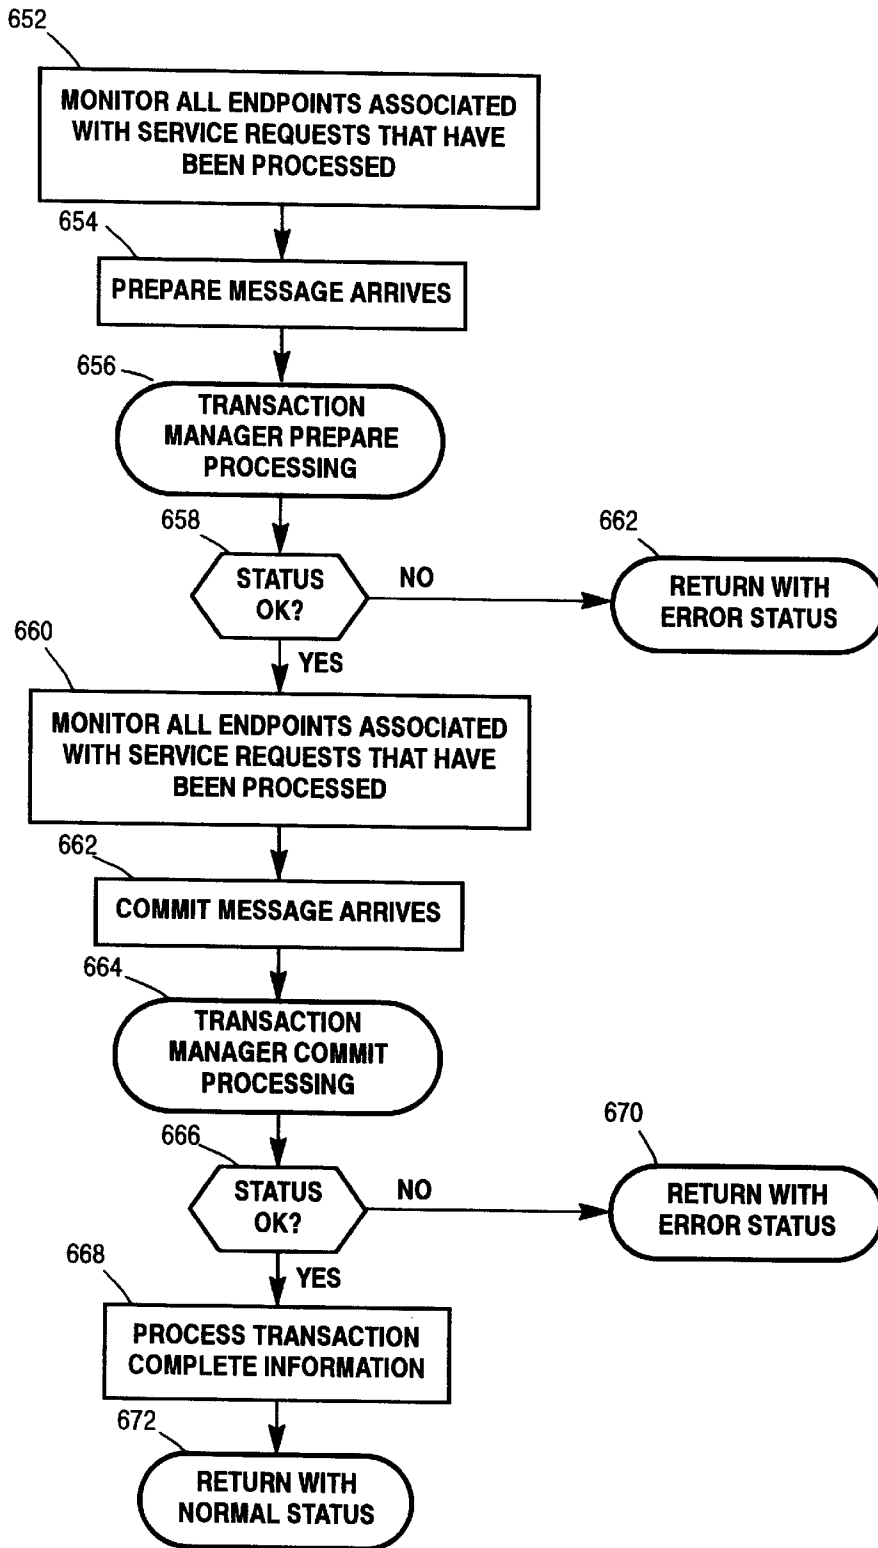 652
MONITOR ALL ENDPOINTS ASSOCIATED
WITH SERVICE REQUESTS THAT HAVE
BEEN PROCESSED
654
PREPARE MESSAGE ARRIVES
656
TRANSACTION
MANAGER PREPARE
PROCESSING
658
STATUS
OK?
NO
662
RETURN WITH
ERROR STATUS
YES
660
MONITOR ALL ENDPOINTS ASSOCIATED
WITH SERVICE REQUESTS THAT HAVE
BEEN PROCESSED
662
COMMIT MESSAGE ARRIVES
664
TRANSACTION
MANAGER COMMIT
PROCESSING
666
STATUS
OK?
NO
670
RETURN WITH
ERROR STATUS
YES
668
PROCESS TRANSACTION
COMPLETE INFORMATION
672
RETURN WITH
NORMAL STATUS